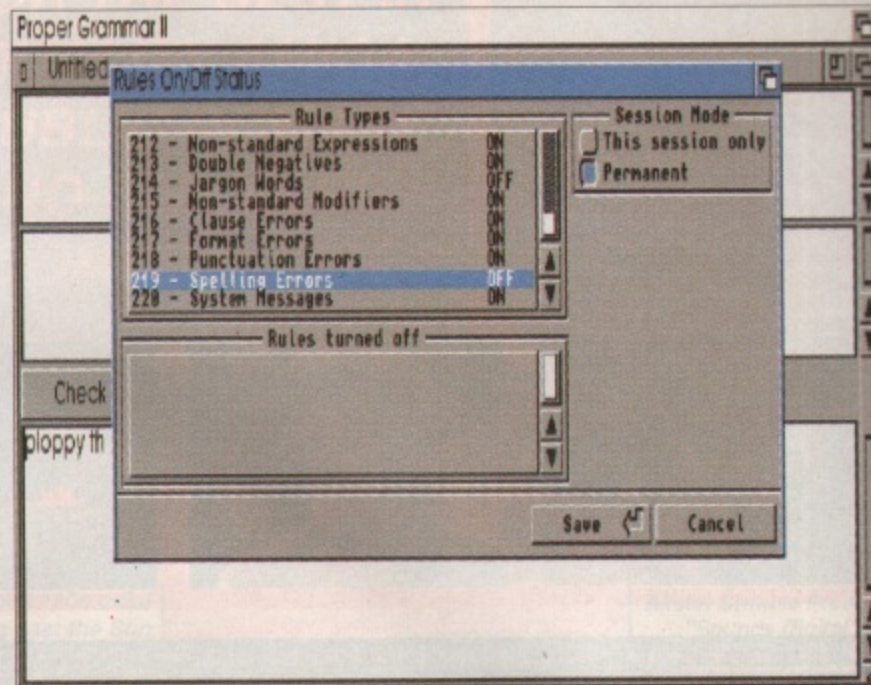 Proper Grammar II
Untitled
Rules On/Off Status
Rule Types
212 - Non-standard Expressions ON
213 - Double Negatives ON
214 - Jargon Words OFF
215 - Non-standard Modifiers ON
216 - Clause Errors ON
217 - Format Errors ON
218 - Punctuation Errors ON
219 - Spelling Errors OFF
220 - System Messages ON
Session Mode
This session only
Permanent
Rules turned off
Check
ploppy th
Save
Cancel